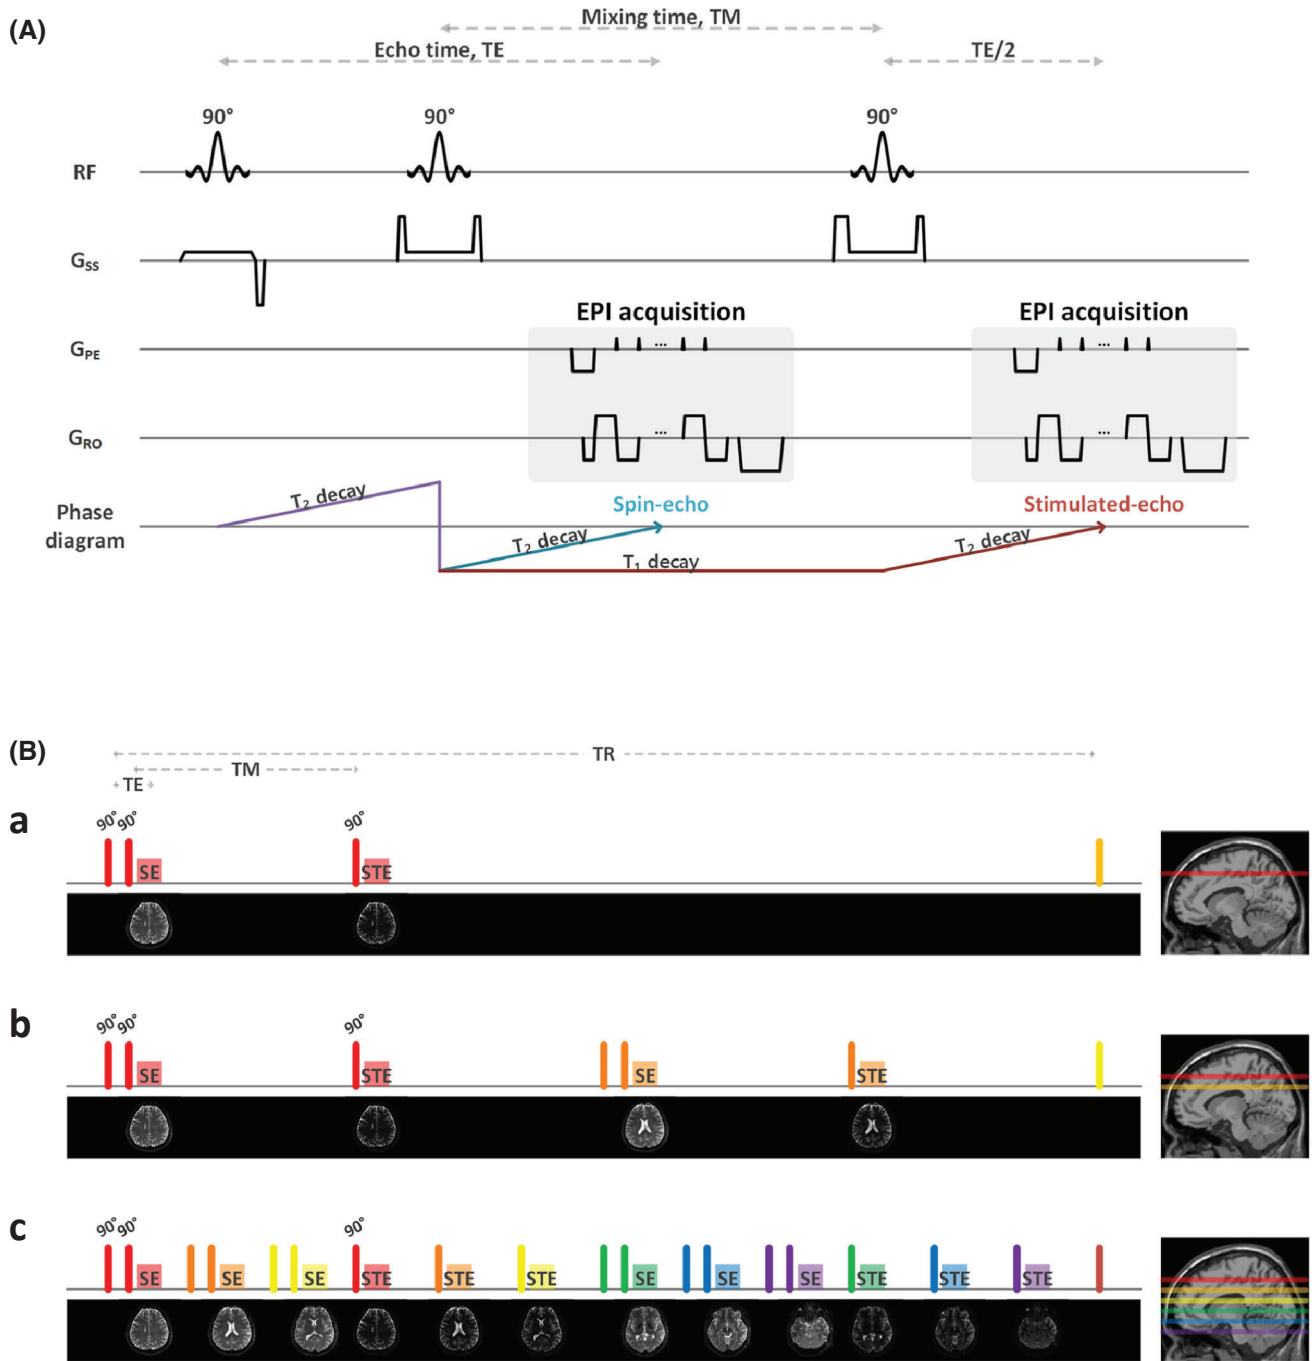 (A)
Mixing time, TM
Echo time, TE
TE/2
90°
90°
90°
RF
GSS
EPI acquisition
EPI acquisition
GPE
...
...
GRO
...
...
Phase diagram
T2 decay
Spin-echo
Stimulated-echo
T2 decay
T1 decay
T2 decay
(B)
TR
TM
TE
a
90° 90°
90°
SE
STE
b
90° 90°
90°
SE
STE
SE
STE
c
90° 90°
90°
SE
SE
SE
STE
STE
STE
SE
SE
SE
STE
STE
STE